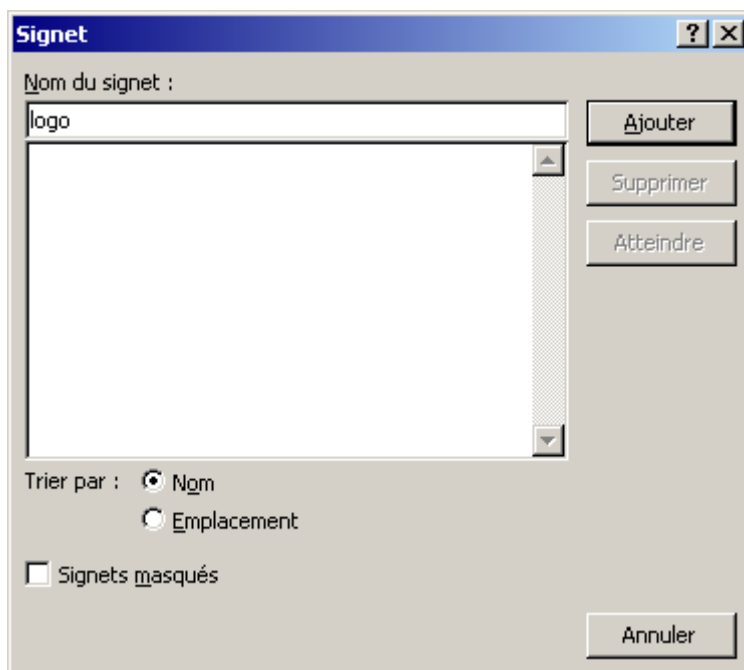 Signet
Nom du signet :
logo
Ajouter
Supprimer
Atteindre
Trier par :
Nom
Emplacement
Signets masqués
Annuler